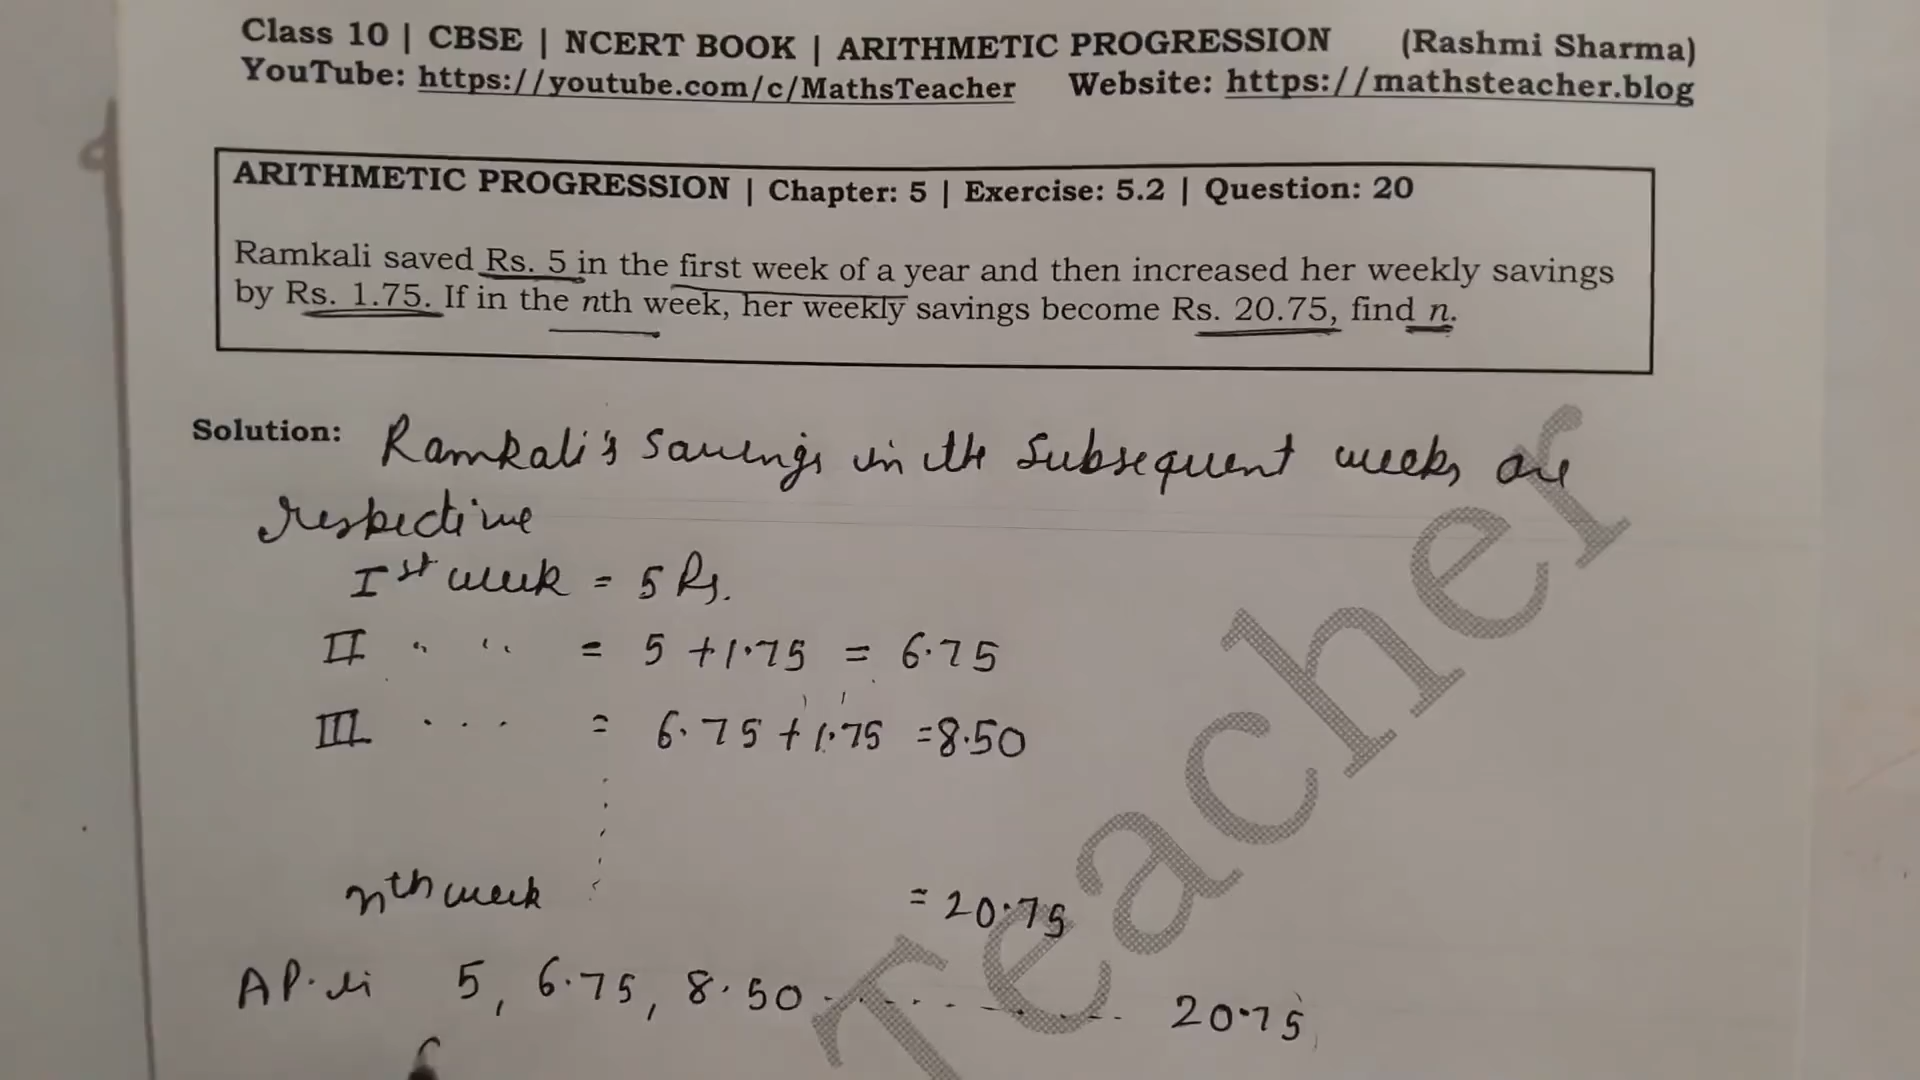 Class 10 | CBSE | NCERT BOOK | ARITHMETIC PROGRESSION (Rashmi Sharma)
YouTube: https://youtube.com/c/MathsTeacher Website: https://mathsteacher.blog
ARITHMETIC PROGRESSION | Chapter: 5 | Exercise: 5.2 | Question: 20
Ramkali saved Rs. 5 in the first week of a year and then increased her weekly savings
by Rs. 1.75. If in the nth week, her weekly savings become Rs. 20.75, find n.
Solution: Ramkali's Savings in the Subsequent weeks are
respective
Ist week = 5 Rs.
II " " = 5 + 1.75 = 6.75
III . . . = 6.75 + 1.75 = 8.50
nth week = 20.75
AP. is 5, 6.75, 8.50 ........ 20.75
Teacher